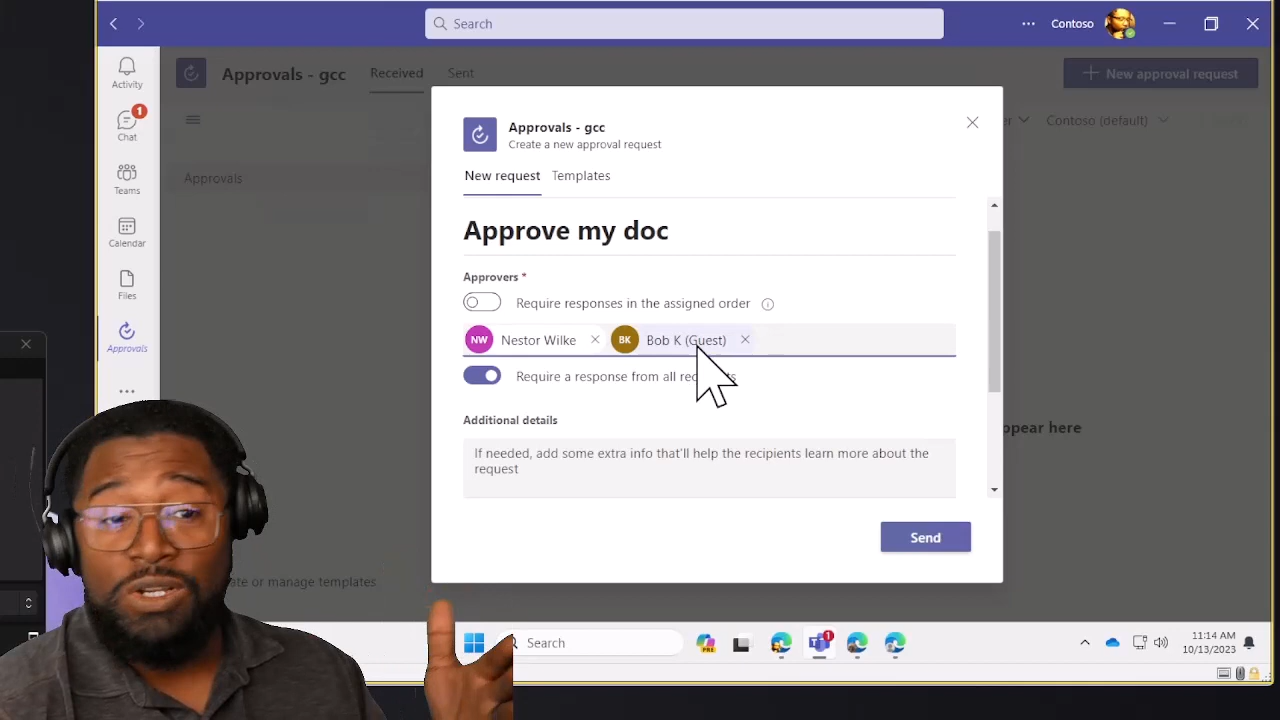 Search
Contoso
Activity
Chat
1
Teams
Calendar
Files
Approvals
Approvals - gcc
Received
Sent
New approval request
Contoso (default)
Approvals
Approvals - gcc
Create a new approval request
New request
Templates
Approve my doc
Approvers *
Require responses in the assigned order
NW
Nestor Wilke
BK
Bob K (Guest)
Require a response from all
Additional details
If needed, add some extra info that'll help the recipients learn more about the
request
Send
appear here
or manage templates
Search
PRE
1
11:14 AM
10/13/2023